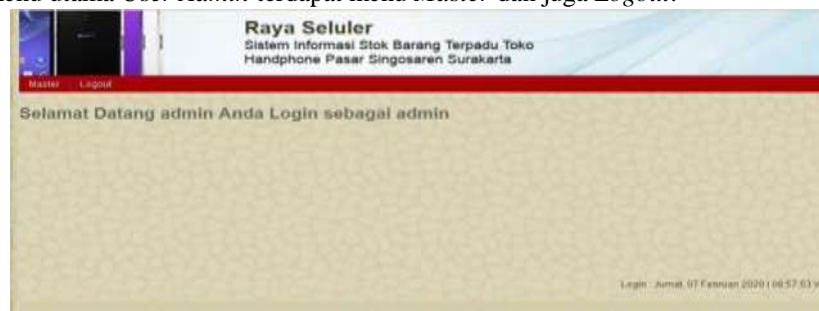 menu utama User Admin terdapat menu Master dan juga Logout.
Raya Seluler
Sistem Informasi Stok Barang Terpadu Toko
Handphone Pasar Singosaren Surakarta
Master Logout
Selamat Datang admin Anda Login sebagai admin
Login : Jumat, 07 Februari 2020 | 08:57:03